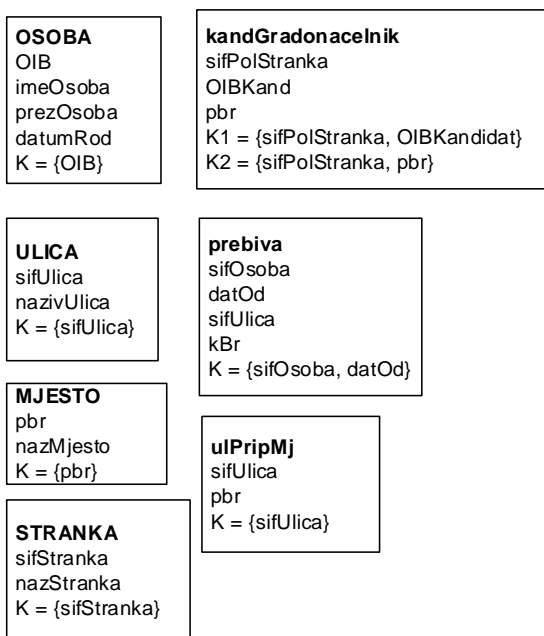 OSOBA
OIB
imeOsoba
prezOsoba
datumRod
K = {OIB}
kandGradonacelnik
sifPolStranka
OIBKand
pbr
K1 = {sifPolStranka, OIBKandidat}
K2 = {sifPolStranka, pbr}
ULICA
sifUlica
nazivUlica
K = {sifUlica}
prebiva
sifOsoba
datOd
sifUlica
kBr
K = {sifOsoba, datOd}
MJESTO
pbr
nazMjesto
K = {pbr}
ulPripMj
sifUlica
pbr
K = {sifUlica}
STRANKA
sifStranka
nazStranka
K = {sifStranka}